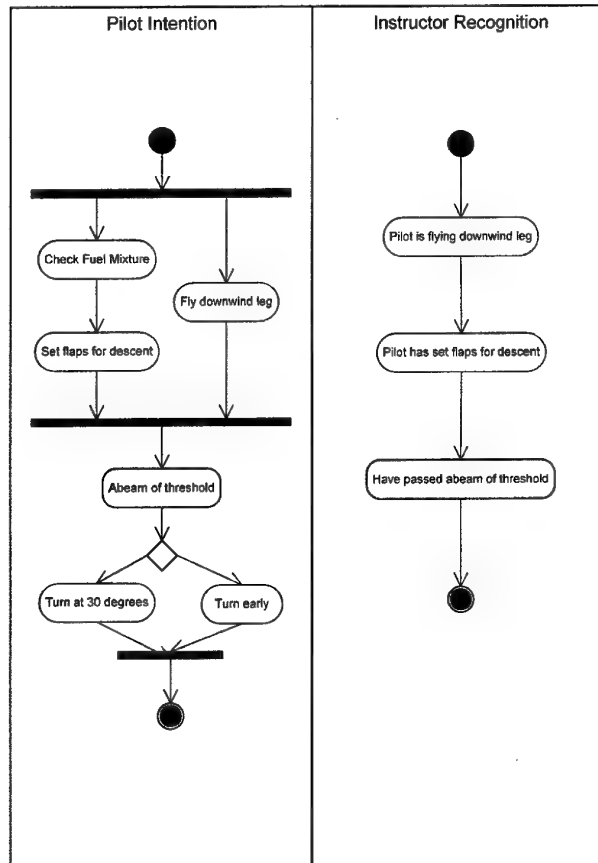 Pilot Intention
Instructor Recognition
Check Fuel Mixture
Fly downwind leg
Set flaps for descent
Abeam of threshold
Turn at 30 degrees
Turn early
Pilot is flying downwind leg
Pilot has set flaps for descent
Have passed abeam of threshold